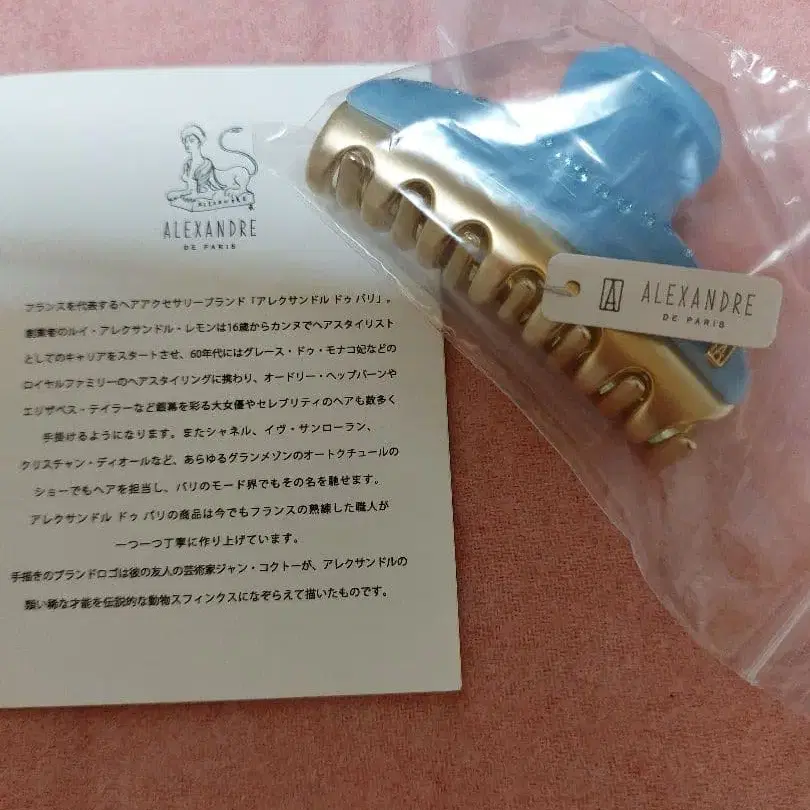 ALEXANDRE
ALEXANDRE
DE PARIS
フランスを代表するヘアアクセサリーブランド「アレクサンドル ドゥ パリ」。
創業者のルイ・アレクサンドル・レモンは16歳からカンヌでヘアスタイリスト
としてのキャリアをスタートさせ、60年代にはグレース・ドゥ・モナコ妃などの
ロイヤルファミリーのヘアスタイリングに携わり、オードリー・ヘップバーンや
エリザベス・テイラーなど銀幕を彩る大女優やセレブリティのヘアも数多く
手掛けるようになります。またシャネル、イヴ・サンローラン、
クリスチャン・ディオールなど、あらゆるグランメゾンのオートクチュールの
ショーでもヘアを担当し、パリのモード界でもその名を馳せます。
アレクサンドル ドゥ パリの商品は今でもフランスの熟練した職人が
一つ一つ丁寧に作り上げています。
手描きのブランドロゴは彼の友人の芸術家ジャン・コクトーが、アレクサンドルの
類い稀な才能を伝説的な動物スフィンクスになぞらえて描いたものです。
A ALEXANDRE
DE PARIS